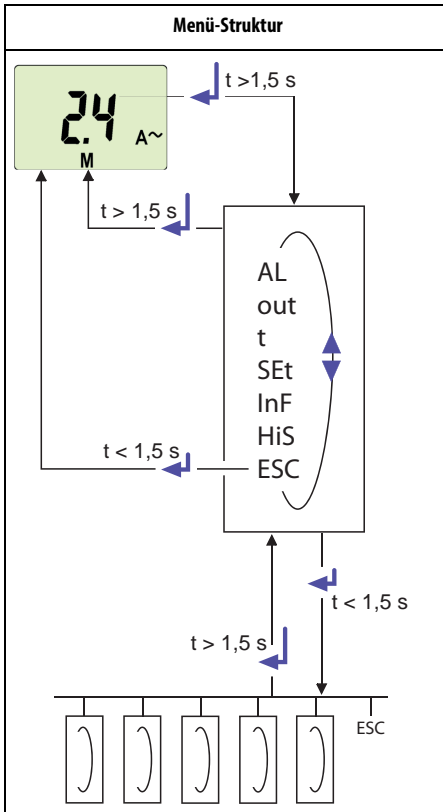 Menü-Struktur
t >1,5 s
2.4
A~
M
t > 1,5 s
AL
out
t
SEt
InF
HiS
t < 1,5 s
ESC
t < 1,5 s
t > 1,5 s
ESC